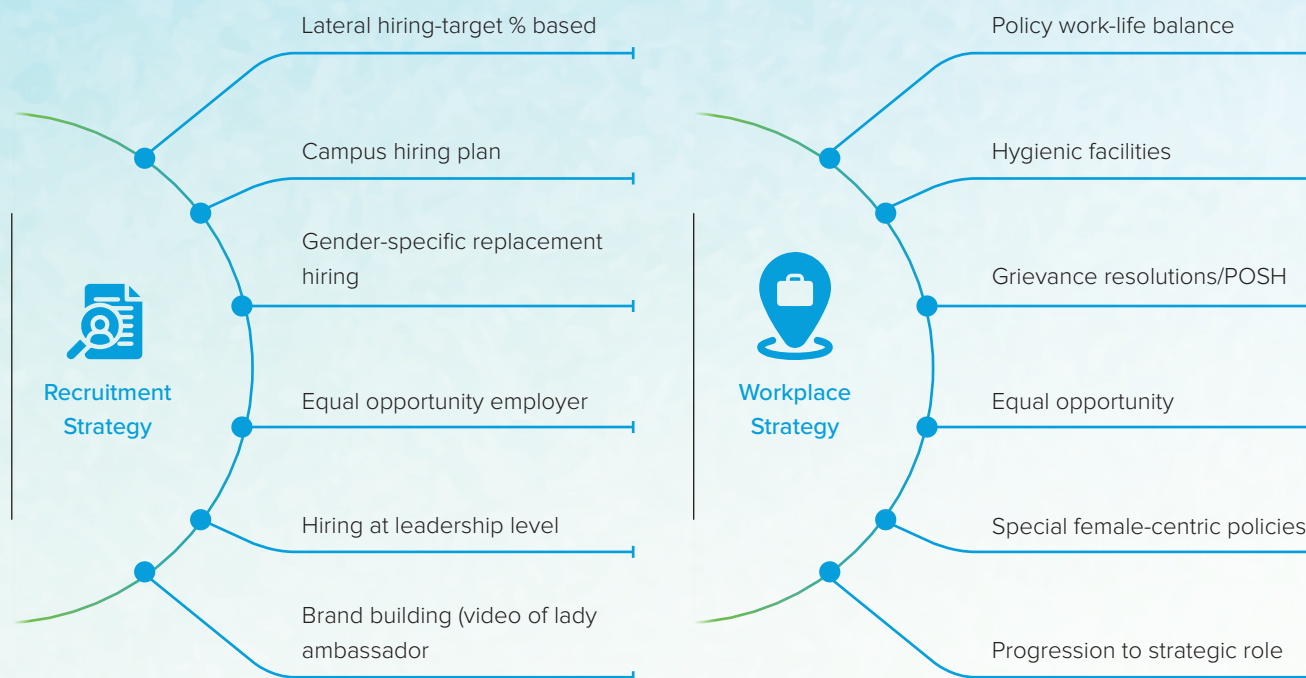 Lateral hiring-target % based
Campus hiring plan
Gender-specific replacement
hiring
Recruitment
Strategy
Equal opportunity employer
Hiring at leadership level
Brand building (video of lady
ambassador
Policy work-life balance
Hygienic facilities
Grievance resolutions/POSH
Workplace
Strategy
Equal opportunity
Special female-centric policies
Progression to strategic role